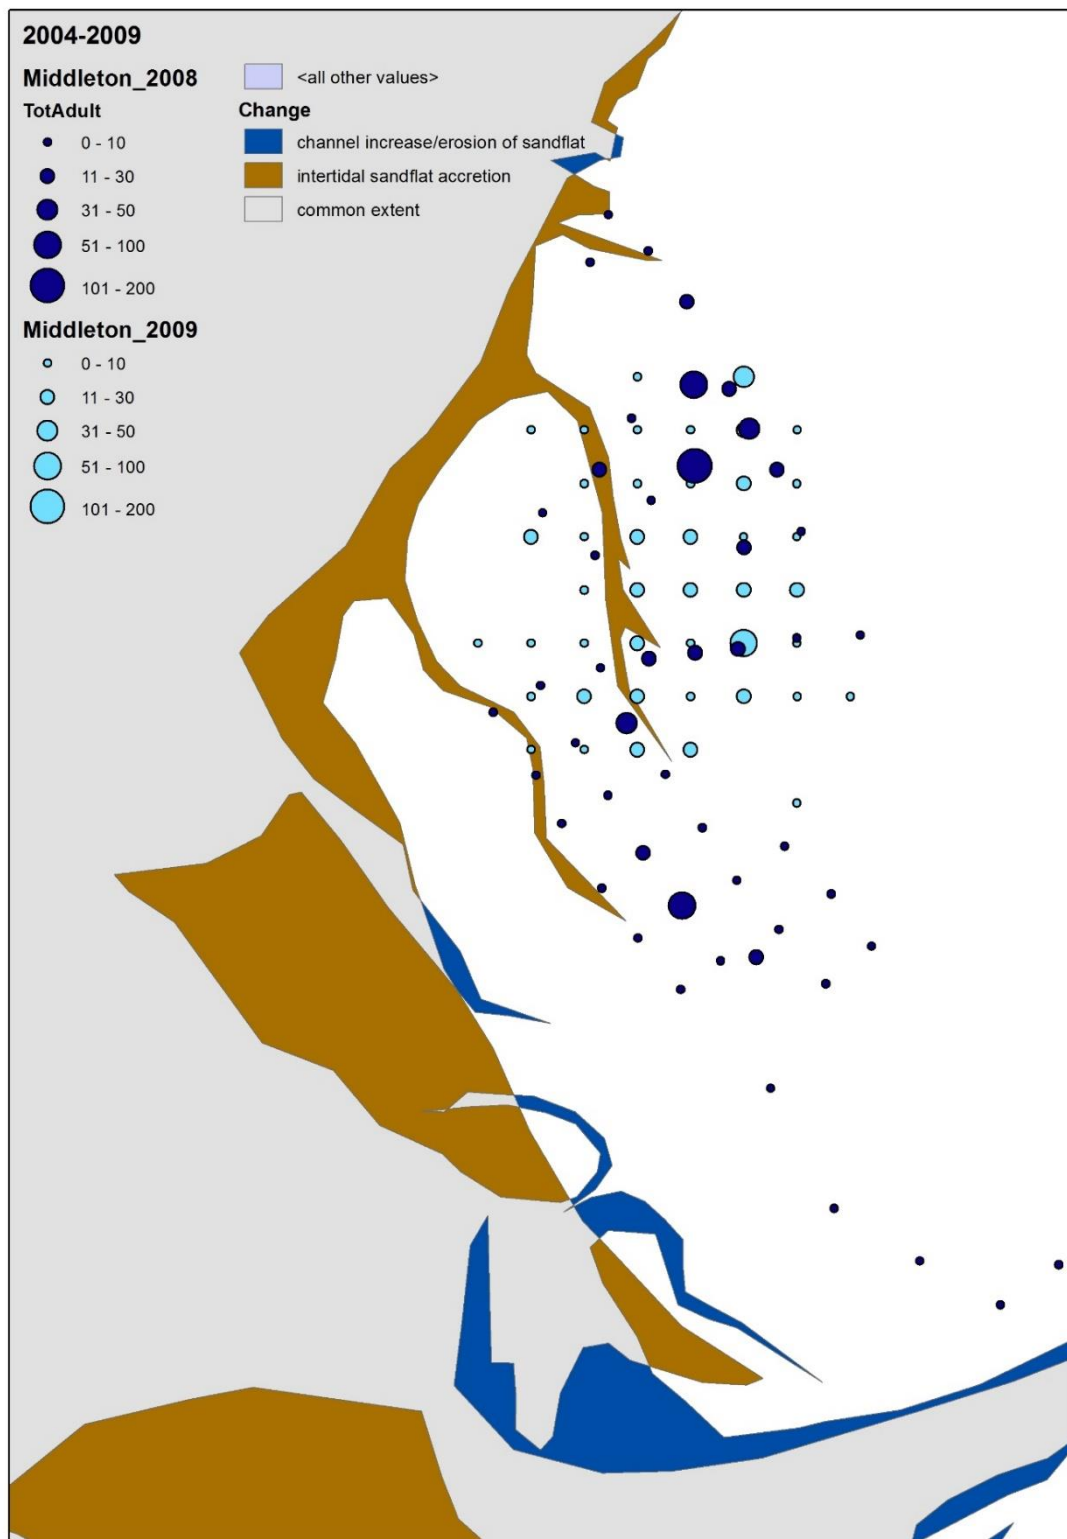 2004-2009
Middleton_2008
TotAdult
0 - 10
11 - 30
31 - 50
51 - 100
101 - 200
Middleton_2009
0 - 10
11 - 30
31 - 50
51 - 100
101 - 200
<all other values>
Change
channel increase/erosion of sandflat
intertidal sandflat accretion
common extent